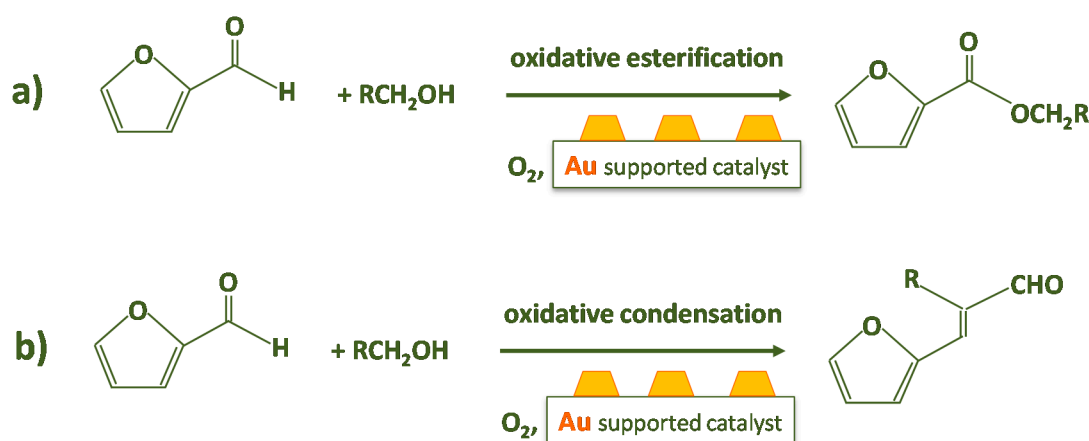 a)
O
O
H
+ RCH₂OH
oxidative esterification
O₂, Au supported catalyst
O
O
OCH₂R
b)
O
O
H
+ RCH₂OH
oxidative condensation
O₂, Au supported catalyst
R
CHO
O